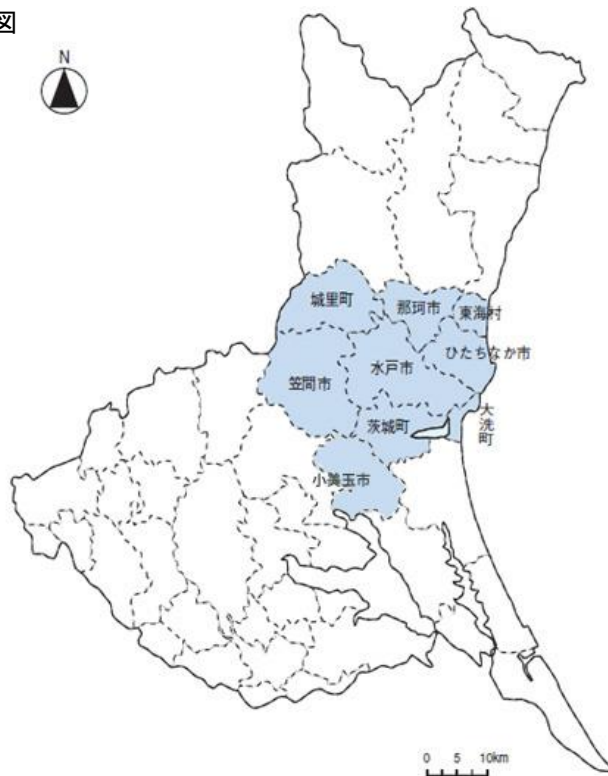 図
N
城里町
那珂市
東海村
ひたちなか市
水戸市
笠間市
大洗町
茨城町
小美玉市
0 5 10km